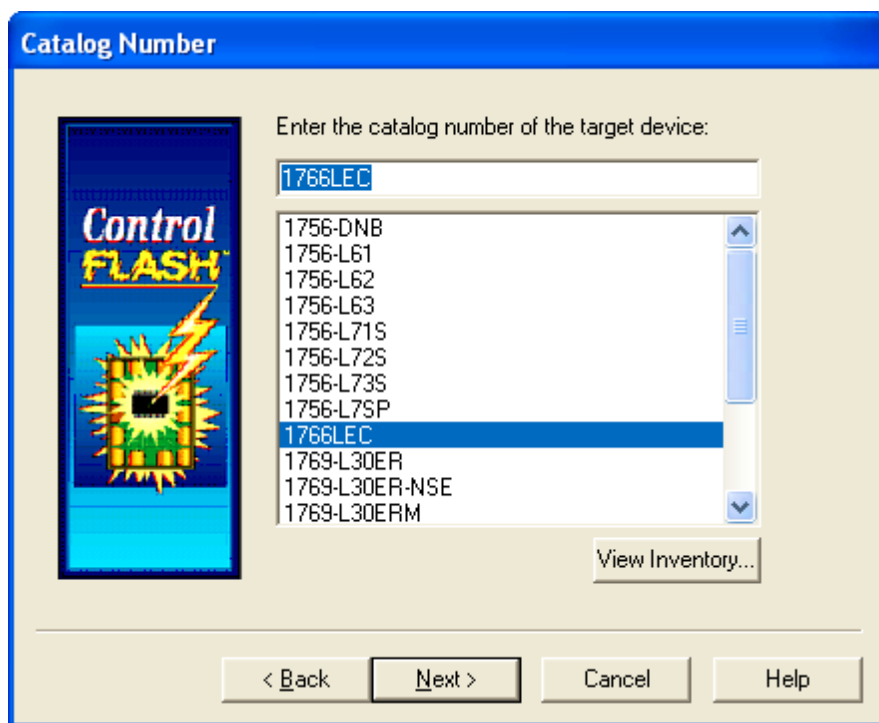 Catalog Number
Enter the catalog number of the target device:
1766LEC
Control
FLASH™
1756-DNB
1756-L61
1756-L62
1756-L63
1756-L71S
1756-L72S
1756-L73S
1756-L7SP
1766LEC
1769-L30ER
1769-L30ER-NSE
1769-L30ERM
View Inventory...
< Back
Next >
Cancel
Help